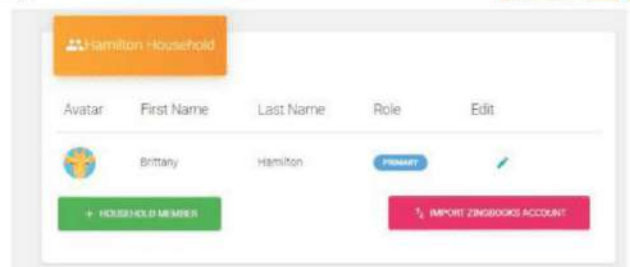 Hamilton Household
Avatar First Name Last Name Role Edit
Brittany Hamilton PRIMARY
+ HOUSEHOLD MEMBER
IMPORT ZINGBOOKS ACCOUNT